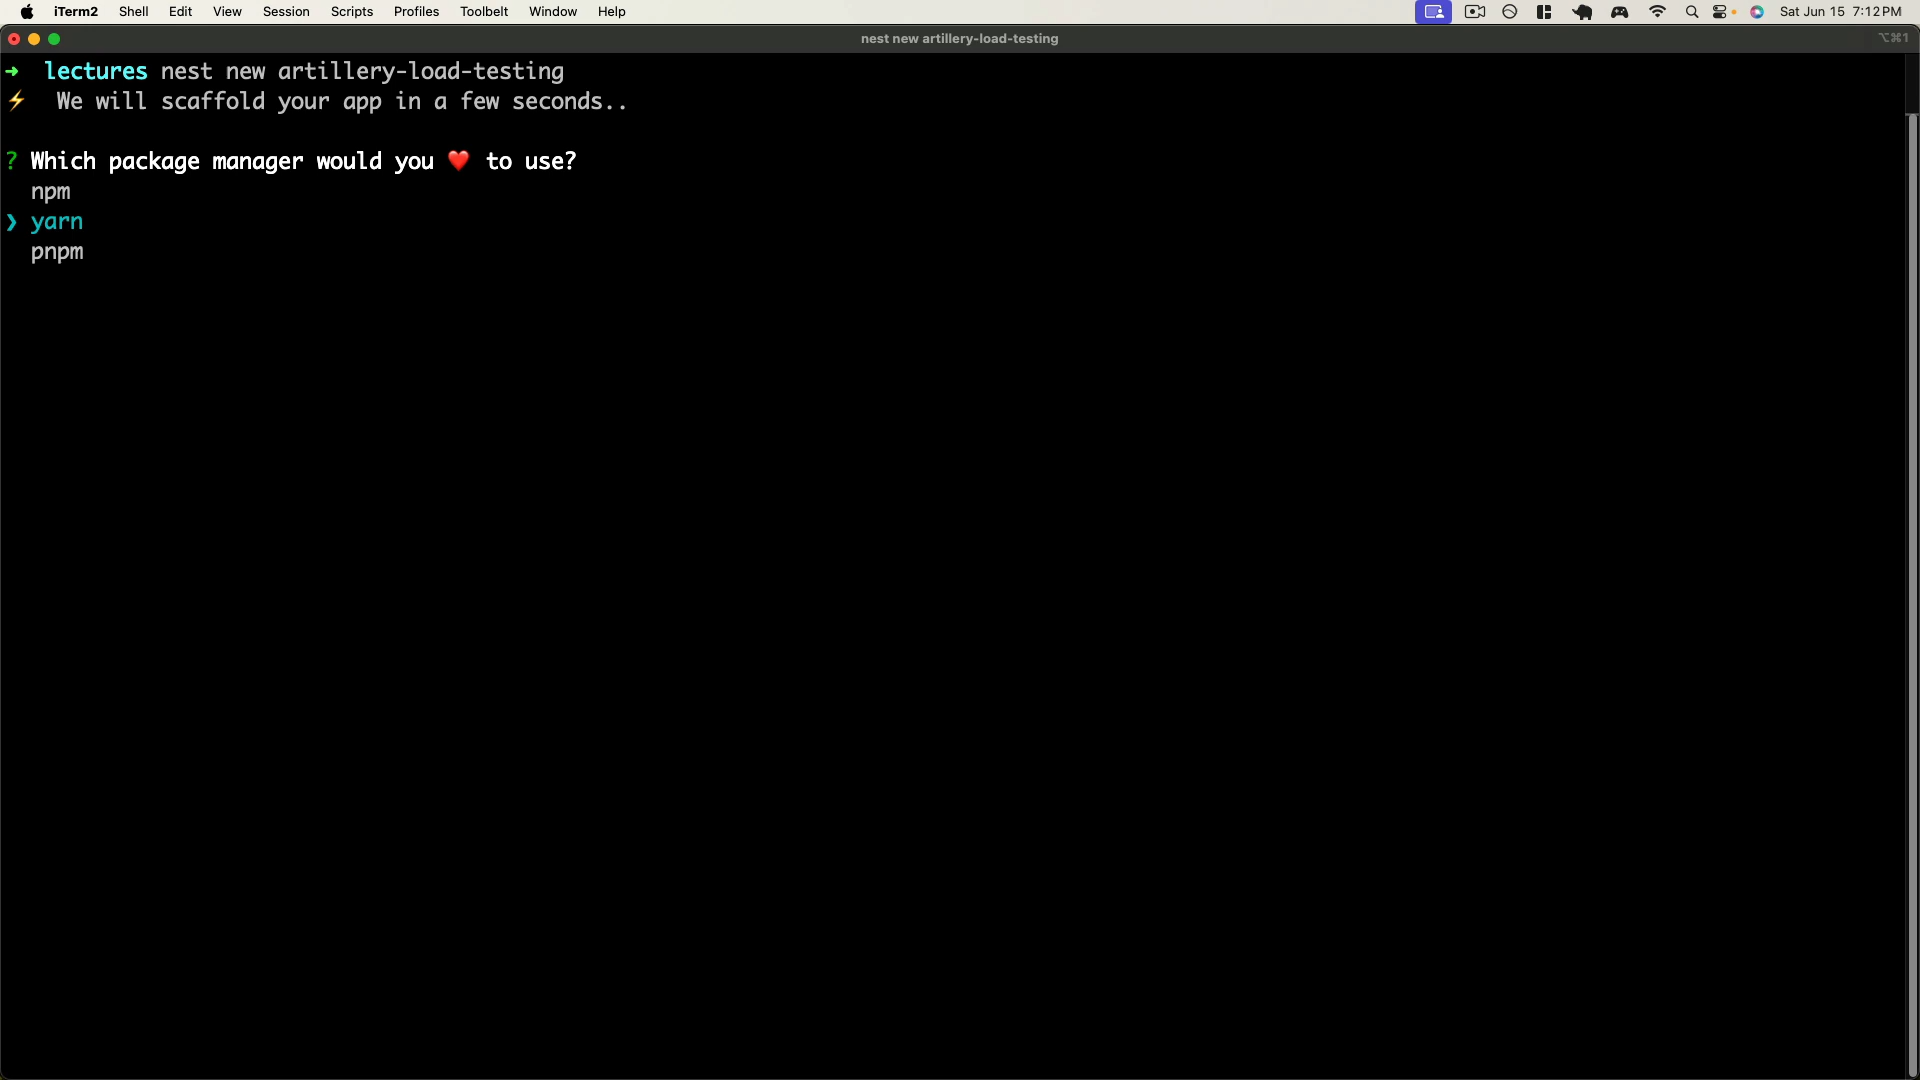 iTerm2 Shell Edit View Session Scripts Profiles Toolbelt Window Help Sat Jun 15 7:12 PM
nest new artillery-load-testing ⌥⌘1
➜ lectures nest new artillery-load-testing
⚡ We will scaffold your app in a few seconds..
? Which package manager would you ❤️ to use?
npm
❯ yarn
pnpm